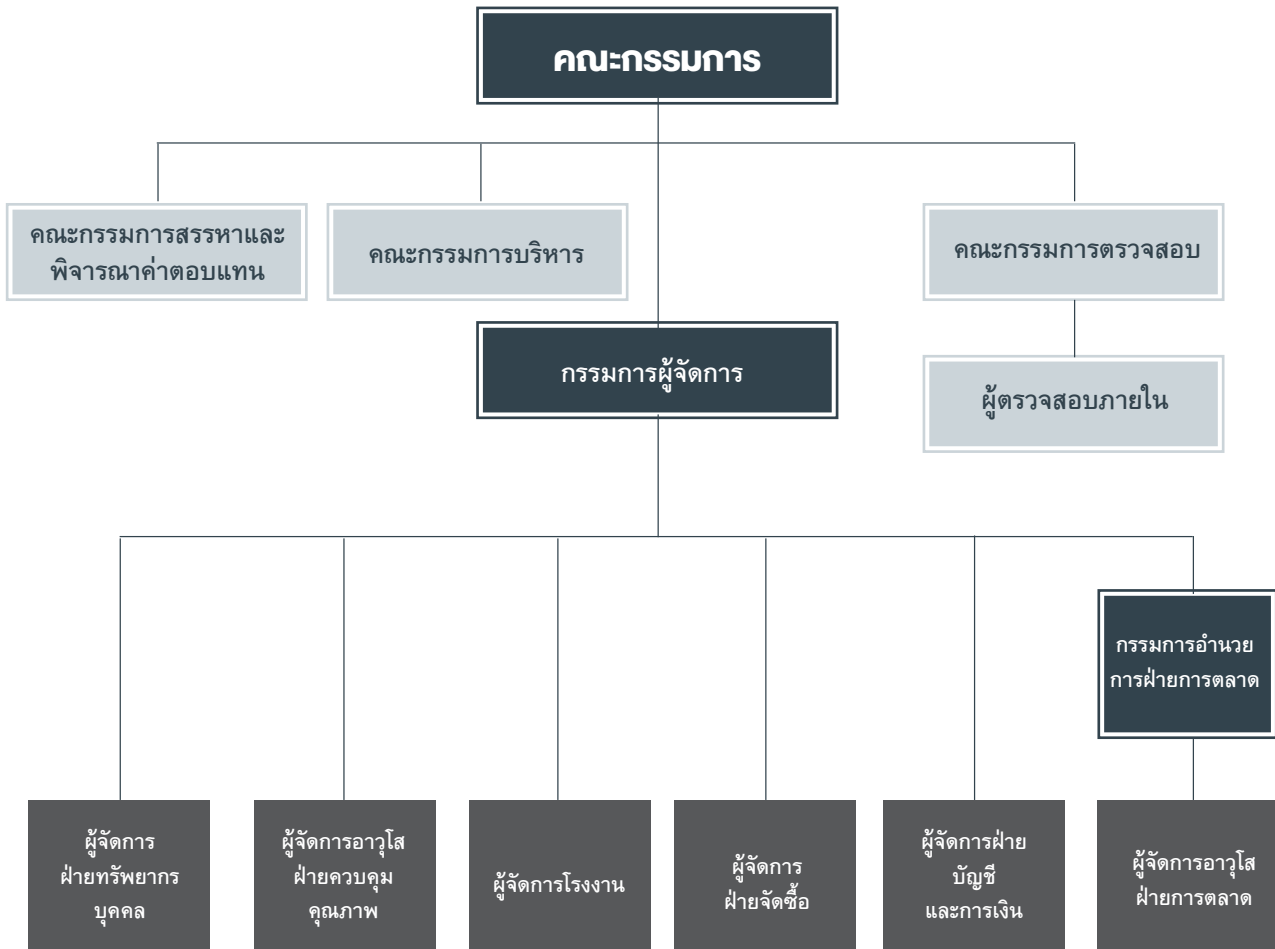 คณะกรรมการ
คณะกรรมการสรรหาและ
พิจารณาค่าตอบแทน
คณะกรรมการบริหาร
คณะกรรมการตรวจสอบ
กรรมการผู้จัดการ
ผู้ตรวจสอบภายใน
กรรมการอำนวย
การฝ่ายการตลาด
ผู้จัดการ
ฝ่ายทรัพยากร
บุคคล
ผู้จัดการอาวุโส
ฝ่ายควบคุม
คุณภาพ
ผู้จัดการโรงงาน
ผู้จัดการ
ฝ่ายจัดซื้อ
ผู้จัดการฝ่าย
บัญชี
และการเงิน
ผู้จัดการอาวุโส
ฝ่ายการตลาด